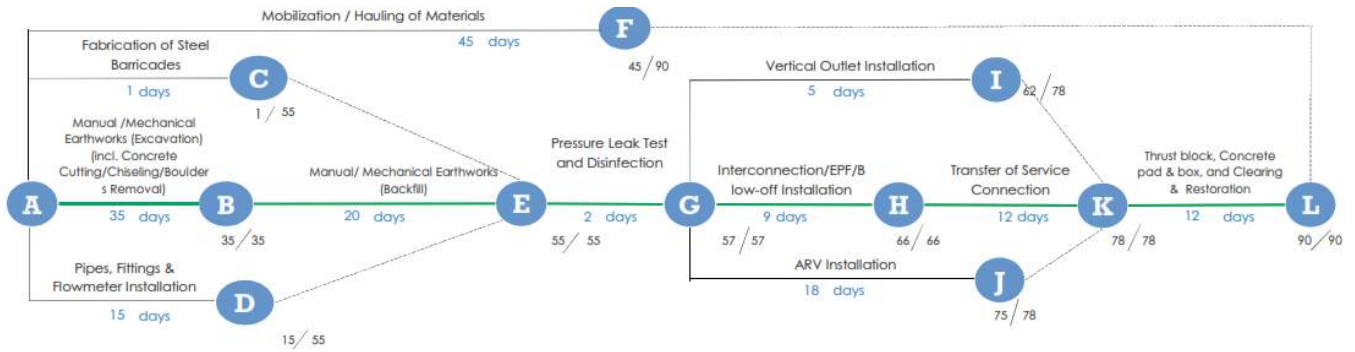 Mobilization / Hauling of Materials
45 days
F
45 / 90
Fabrication of Steel
Barricades
1 days
C
1 / 55
Vertical Outlet Installation
5 days
I
62 / 78
Manual /Mechanical
Earthworks (Excavation)
(incl. Concrete
Cutting/Chiseling/Boulder
s Removal)
A
35 days
B
35 / 35
Manual/ Mechanical Earthworks
(Backfill)
20 days
E
55 / 55
Pressure Leak Test
and Disinfection
2 days
G
57 / 57
Interconnection/EPF/B
low-off Installation
9 days
H
66 / 66
Transfer of Service
Connection
12 days
K
78 / 78
Thrust block, Concrete
pad & box, and Clearing
& Restoration
12 days
L
90 / 90
Pipes, Fittings &
Flowmeter Installation
15 days
D
15 / 55
ARV Installation
18 days
J
75 / 78